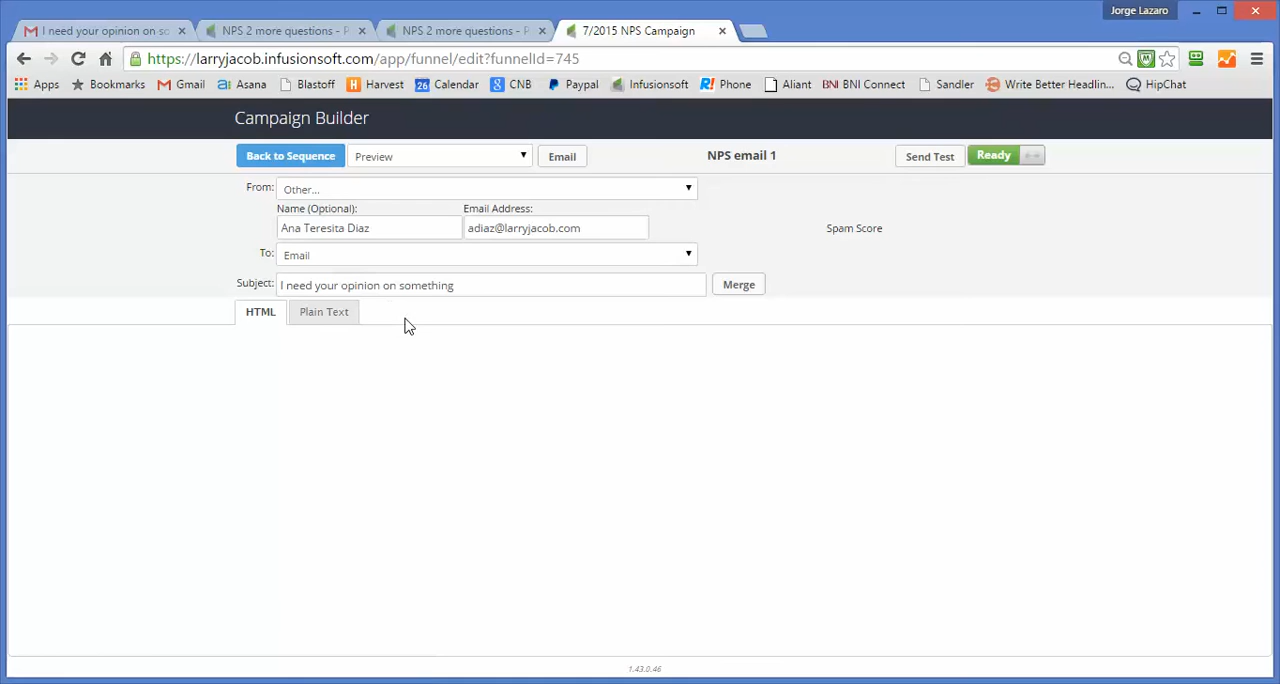 Jorge Lazaro
I need your opinion on so
NPS 2 more questions - P
NPS 2 more questions - P
7/2015 NPS Campaign
https://larryjacob.infusionsoft.com/app/funnel/edit?funnelId=745
Apps Bookmarks Gmail Asana Blastoff Harvest 26 Calendar CNB Paypal Infusionsoft R! Phone Aliant BNI BNI Connect Sandler Write Better Headlin... HipChat
Campaign Builder
Back to Sequence Preview Email NPS email 1 Send Test Ready
From: Other...
Name (Optional): Email Address:
Ana Teresita Diaz adiaz@larryjacob.com Spam Score
To: Email
Subject: I need your opinion on something Merge
HTML Plain Text
1.43.0.46